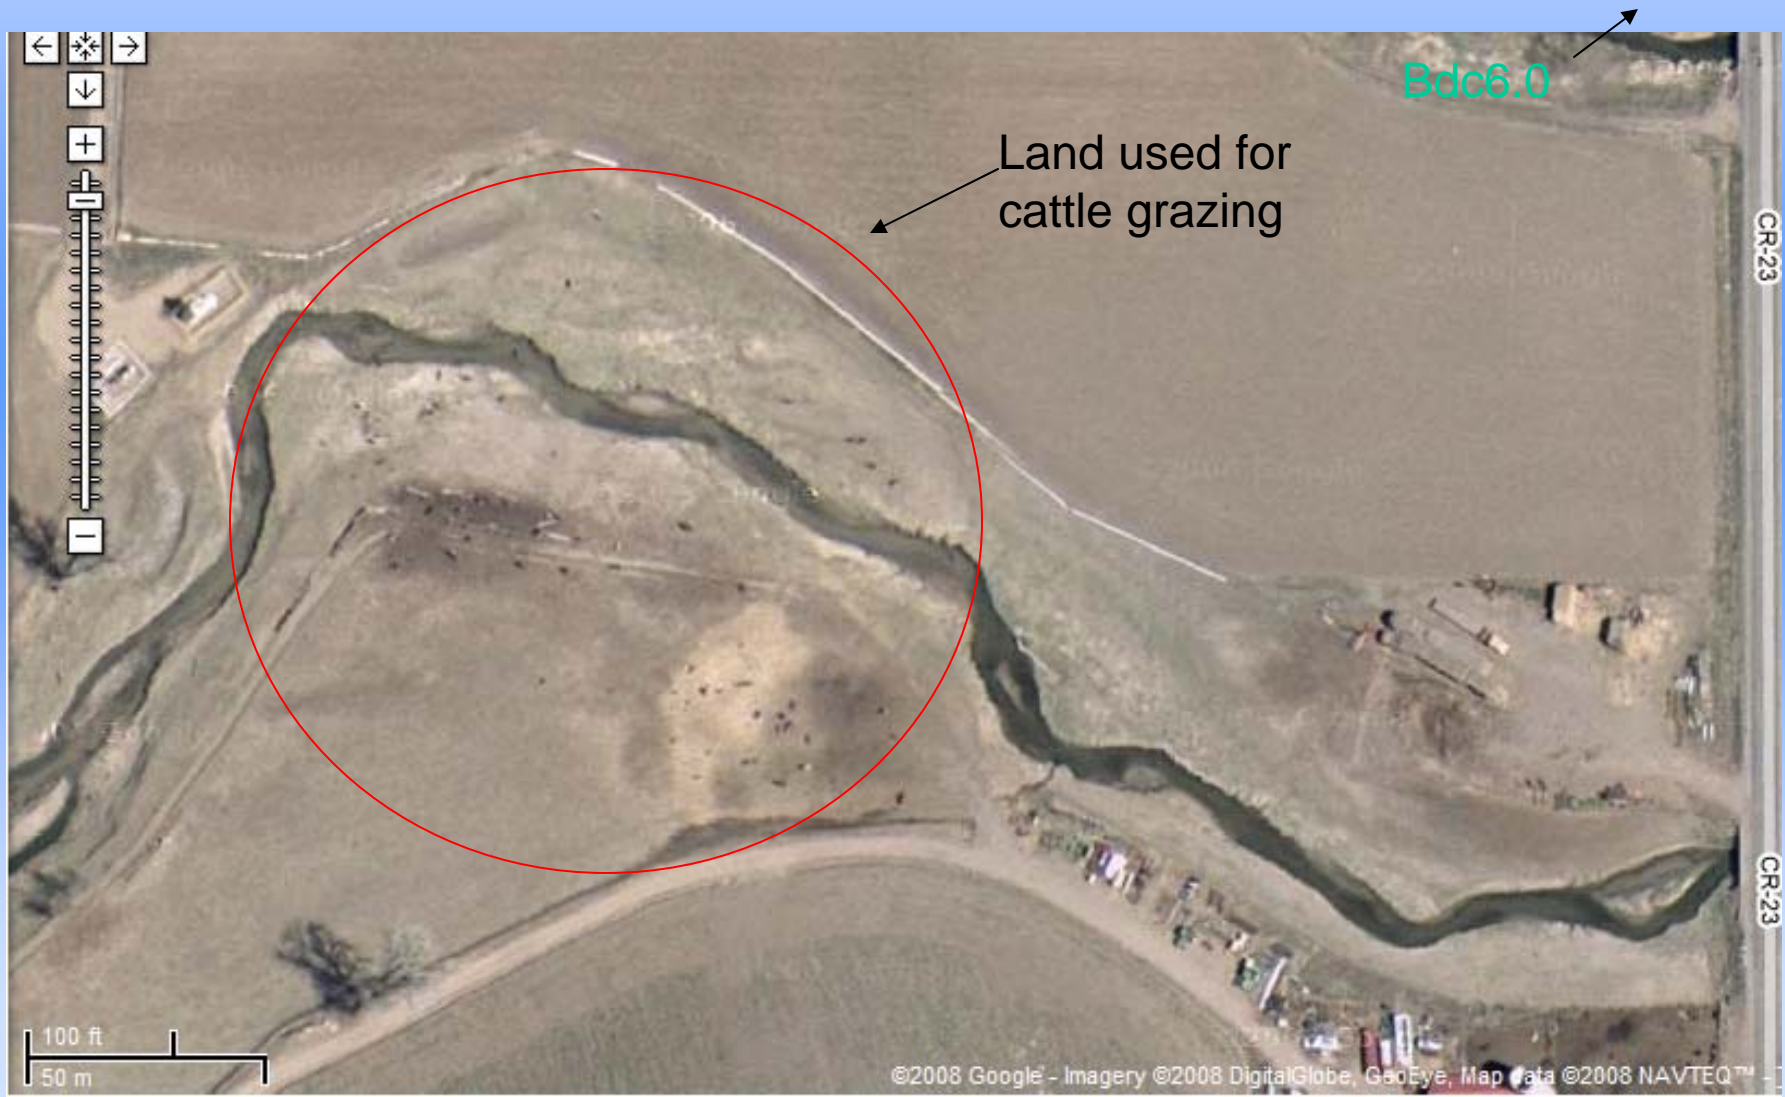 Bdc6.0
Land used for
cattle grazing
CR-23
CR-23
100 ft
50 m
©2008 Google - Imagery ©2008 DigitalGlobe, GeoEye, Map data ©2008 NAVTEQ™ -